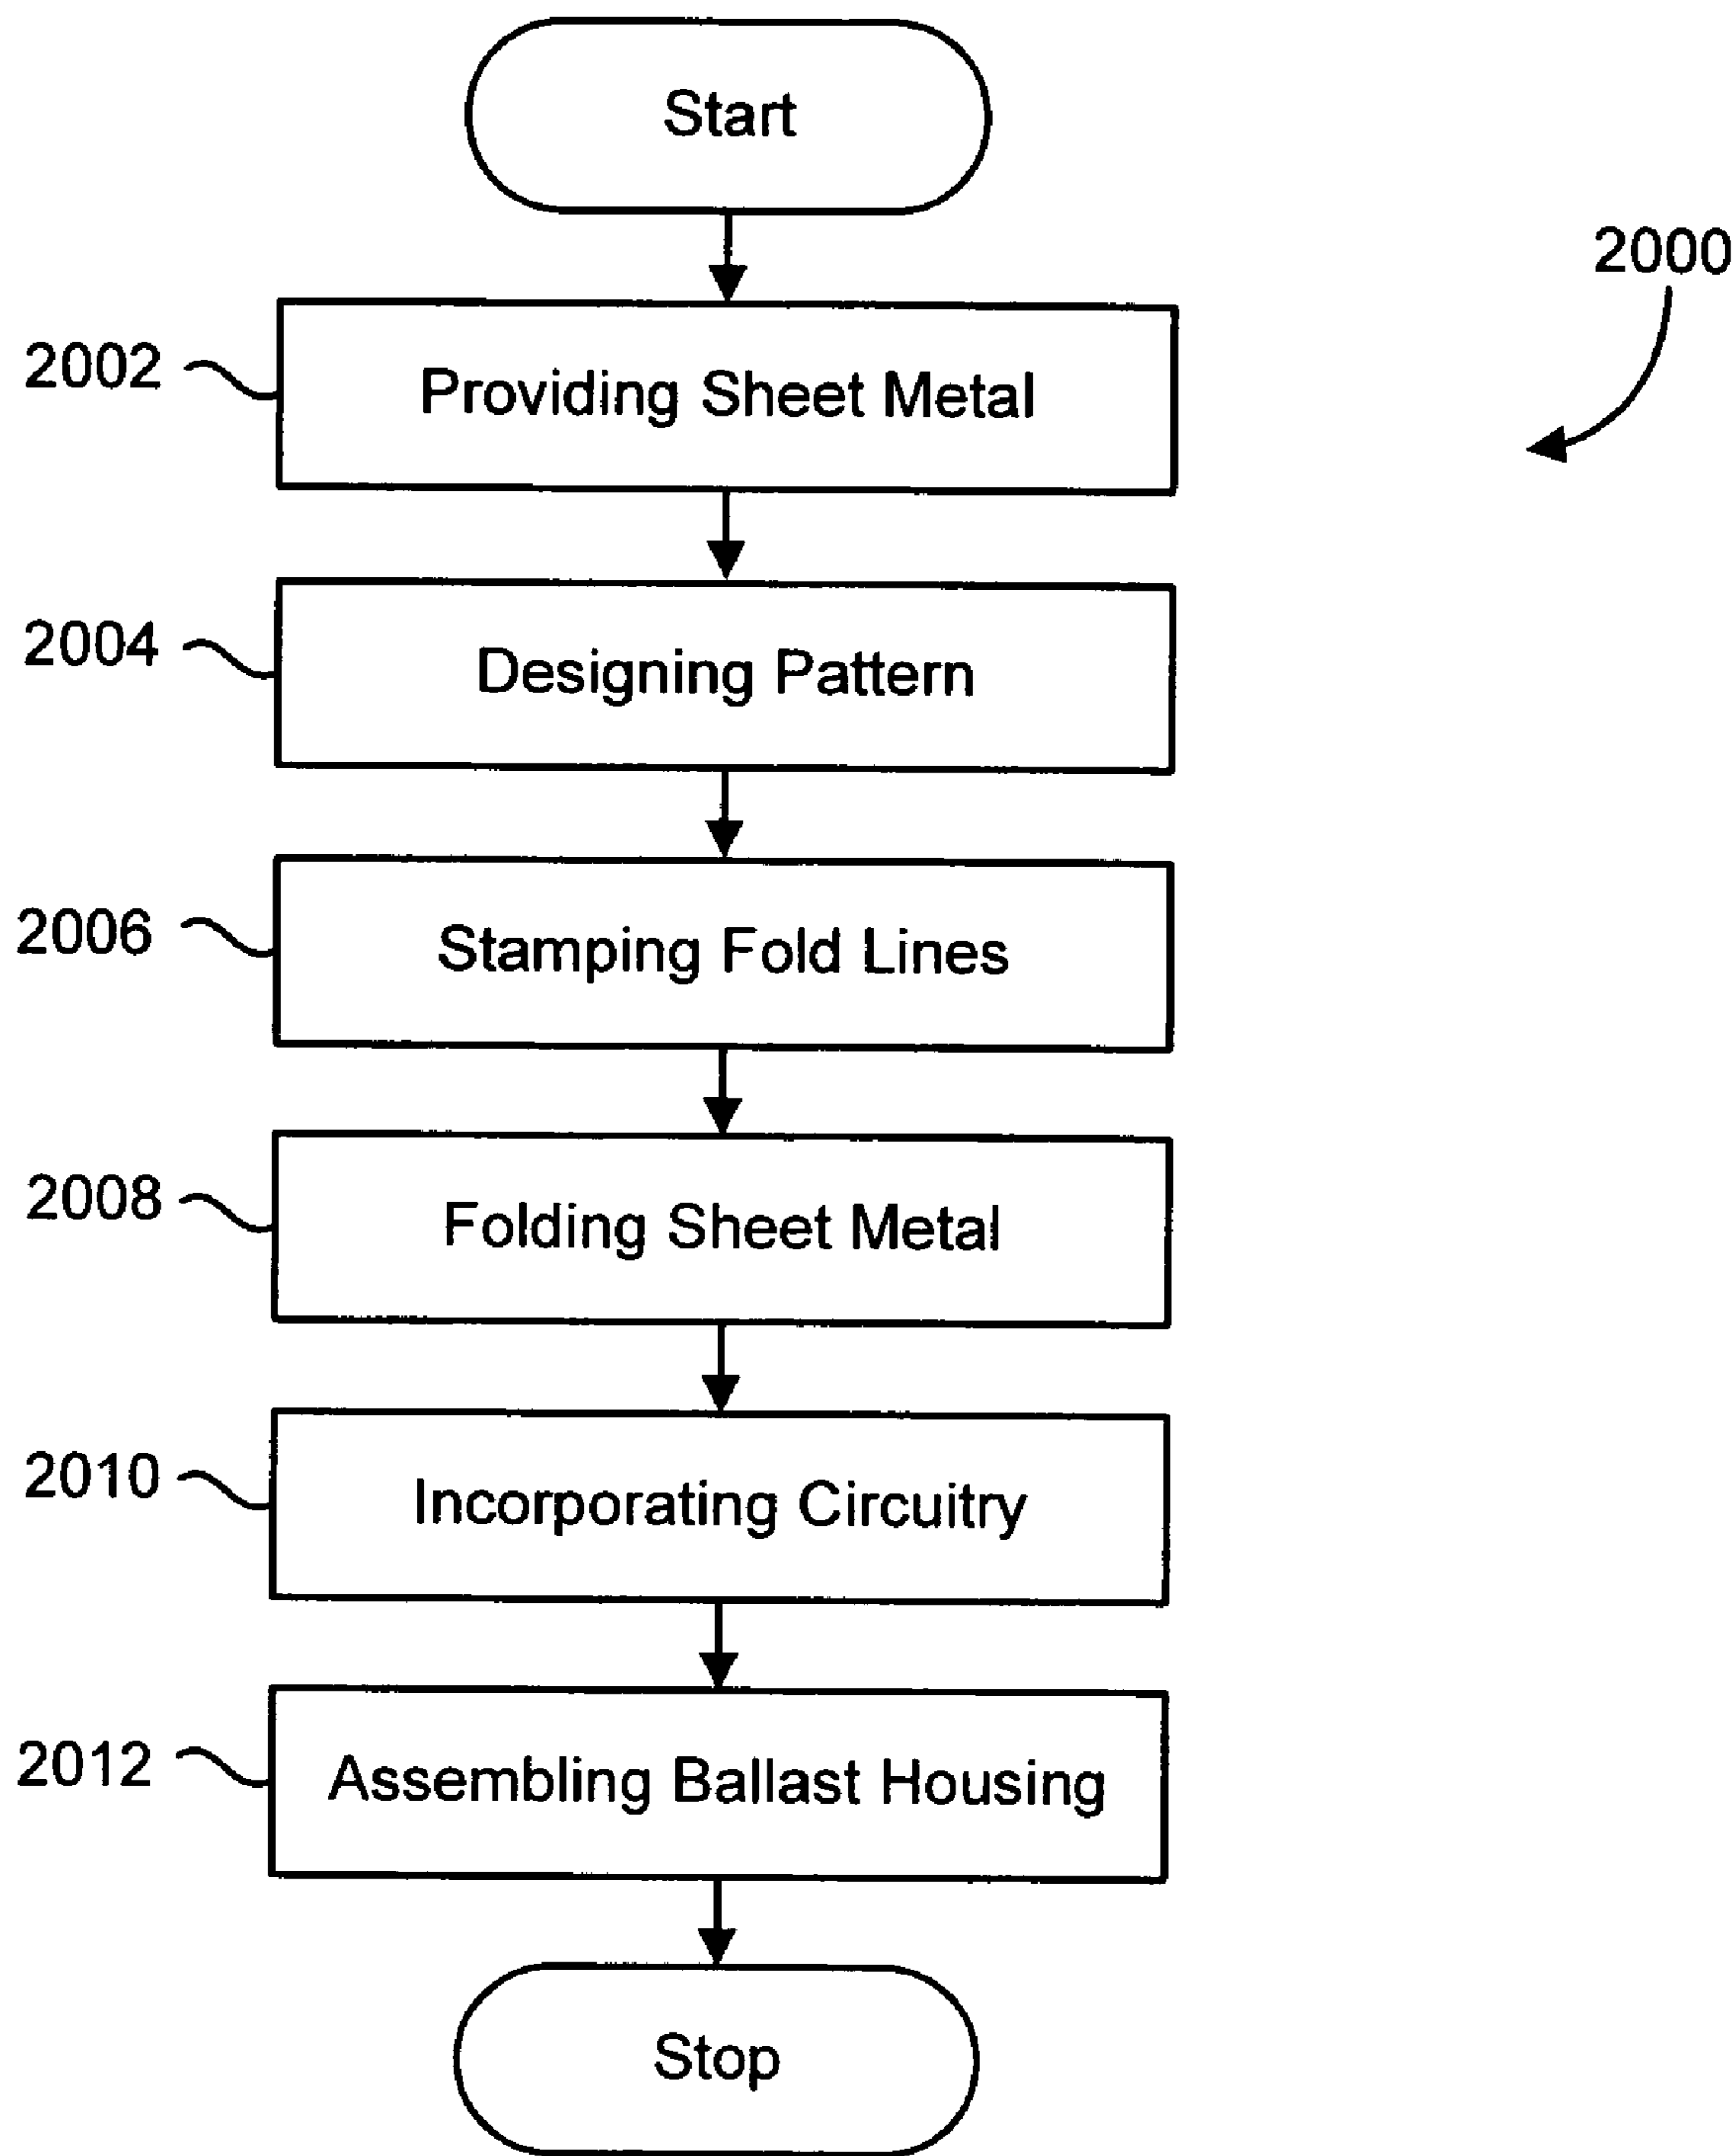 Start
2000
2002
Providing Sheet Metal
2004
Designing Pattern
2006
Stamping Fold Lines
2008
Folding Sheet Metal
2010
Incorporating Circuitry
2012
Assembling Ballast Housing
Stop